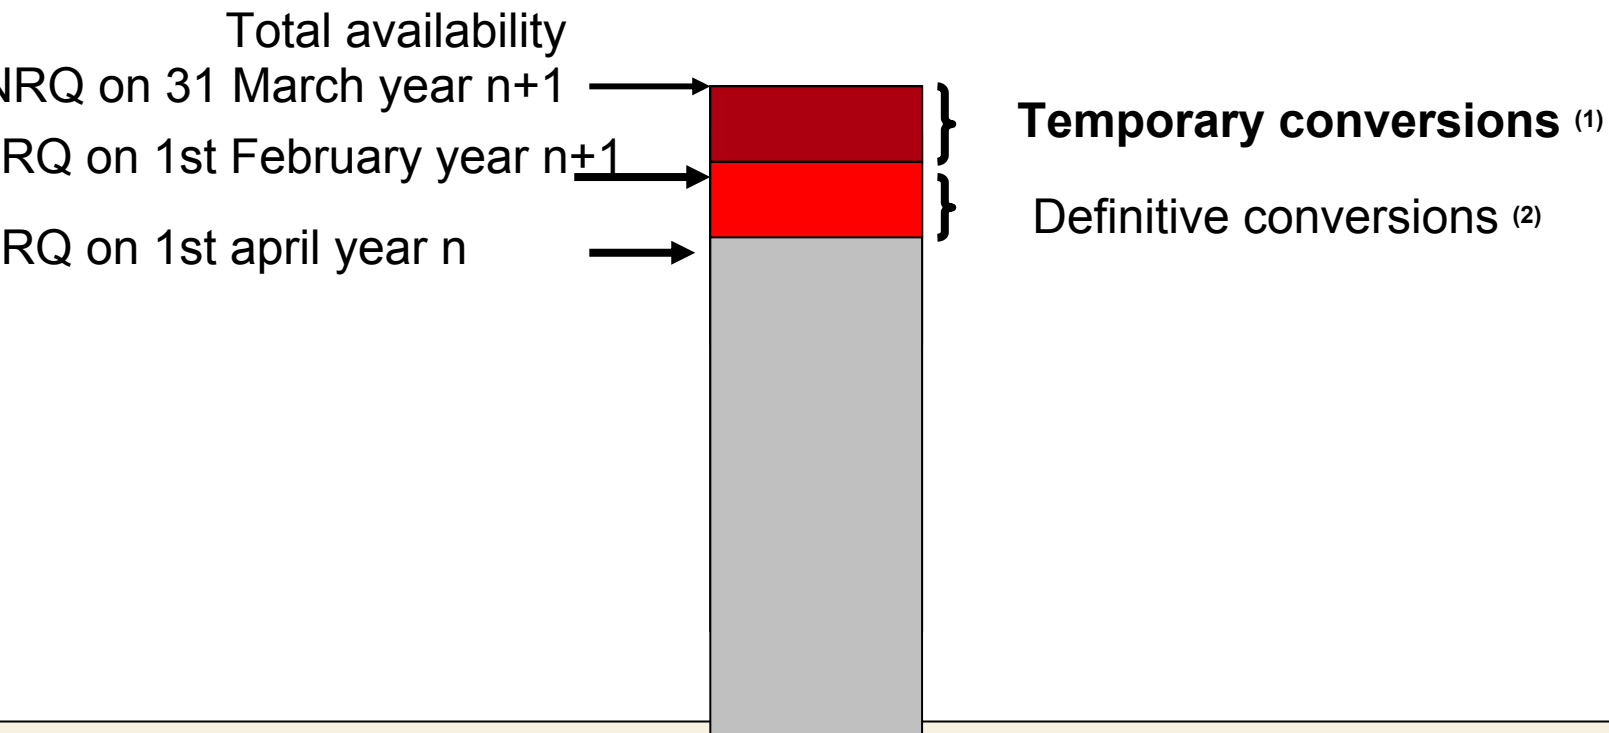 Total availability
NRQ on 31 March year n+1
Temporary conversions (1)
RQ on 1st February year n+1
Definitive conversions (2)
RQ on 1st april year n